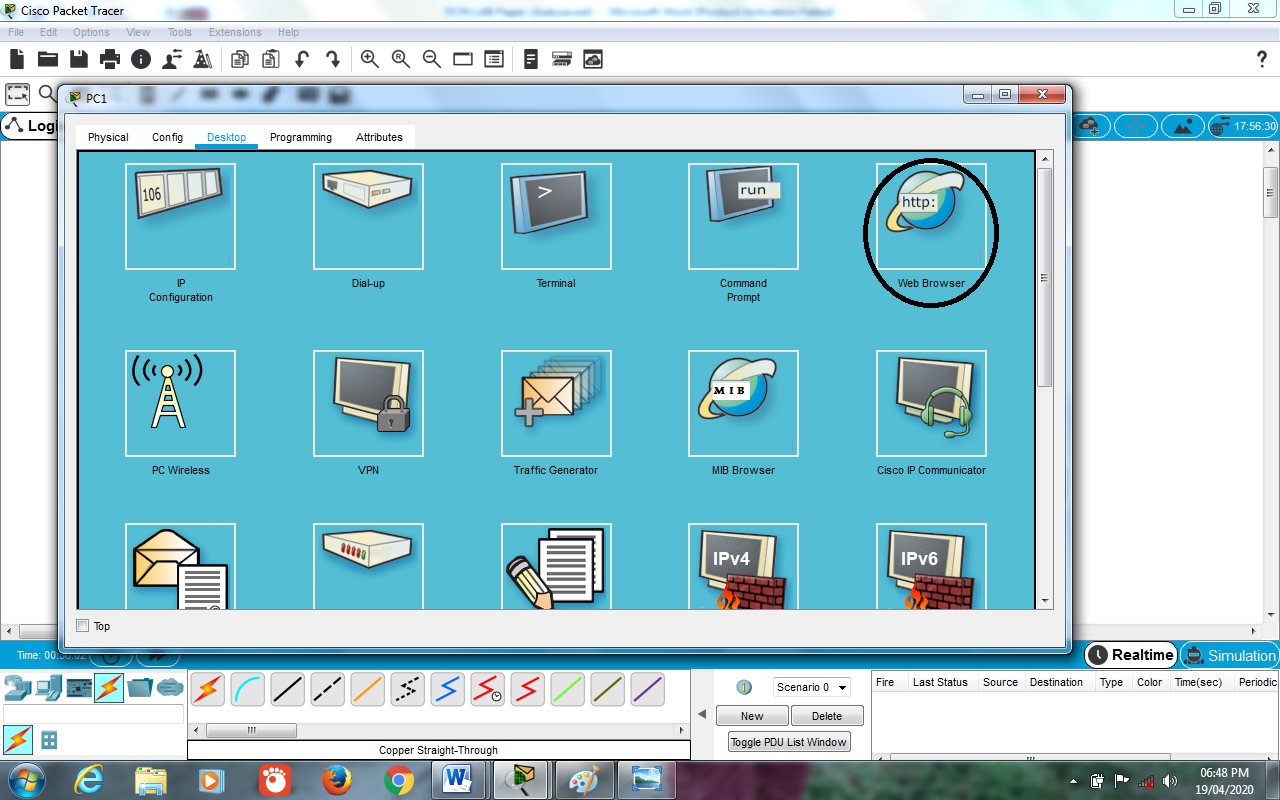 Cisco Packet Tracer
File Edit Options View Tools Extensions Help
PC1
Logi
17:56:30
Physical Config Desktop Programming Attributes
106
>
run
http:
IP
Configuration
Dial-up
Terminal
Command
Prompt
Web Browser
MIB
PC Wireless
VPN
Traffic Generator
MIB Browser
Cisco IP Communicator
IPv4
IPv6
Top
Time: 00:
Realtime
Simulation
Scenario 0
Fire Last Status Source Destination Type Color Time(sec) Periodic
New
Delete
Toggle PDU List Window
Copper Straight-Through
06:48 PM
19/04/2020